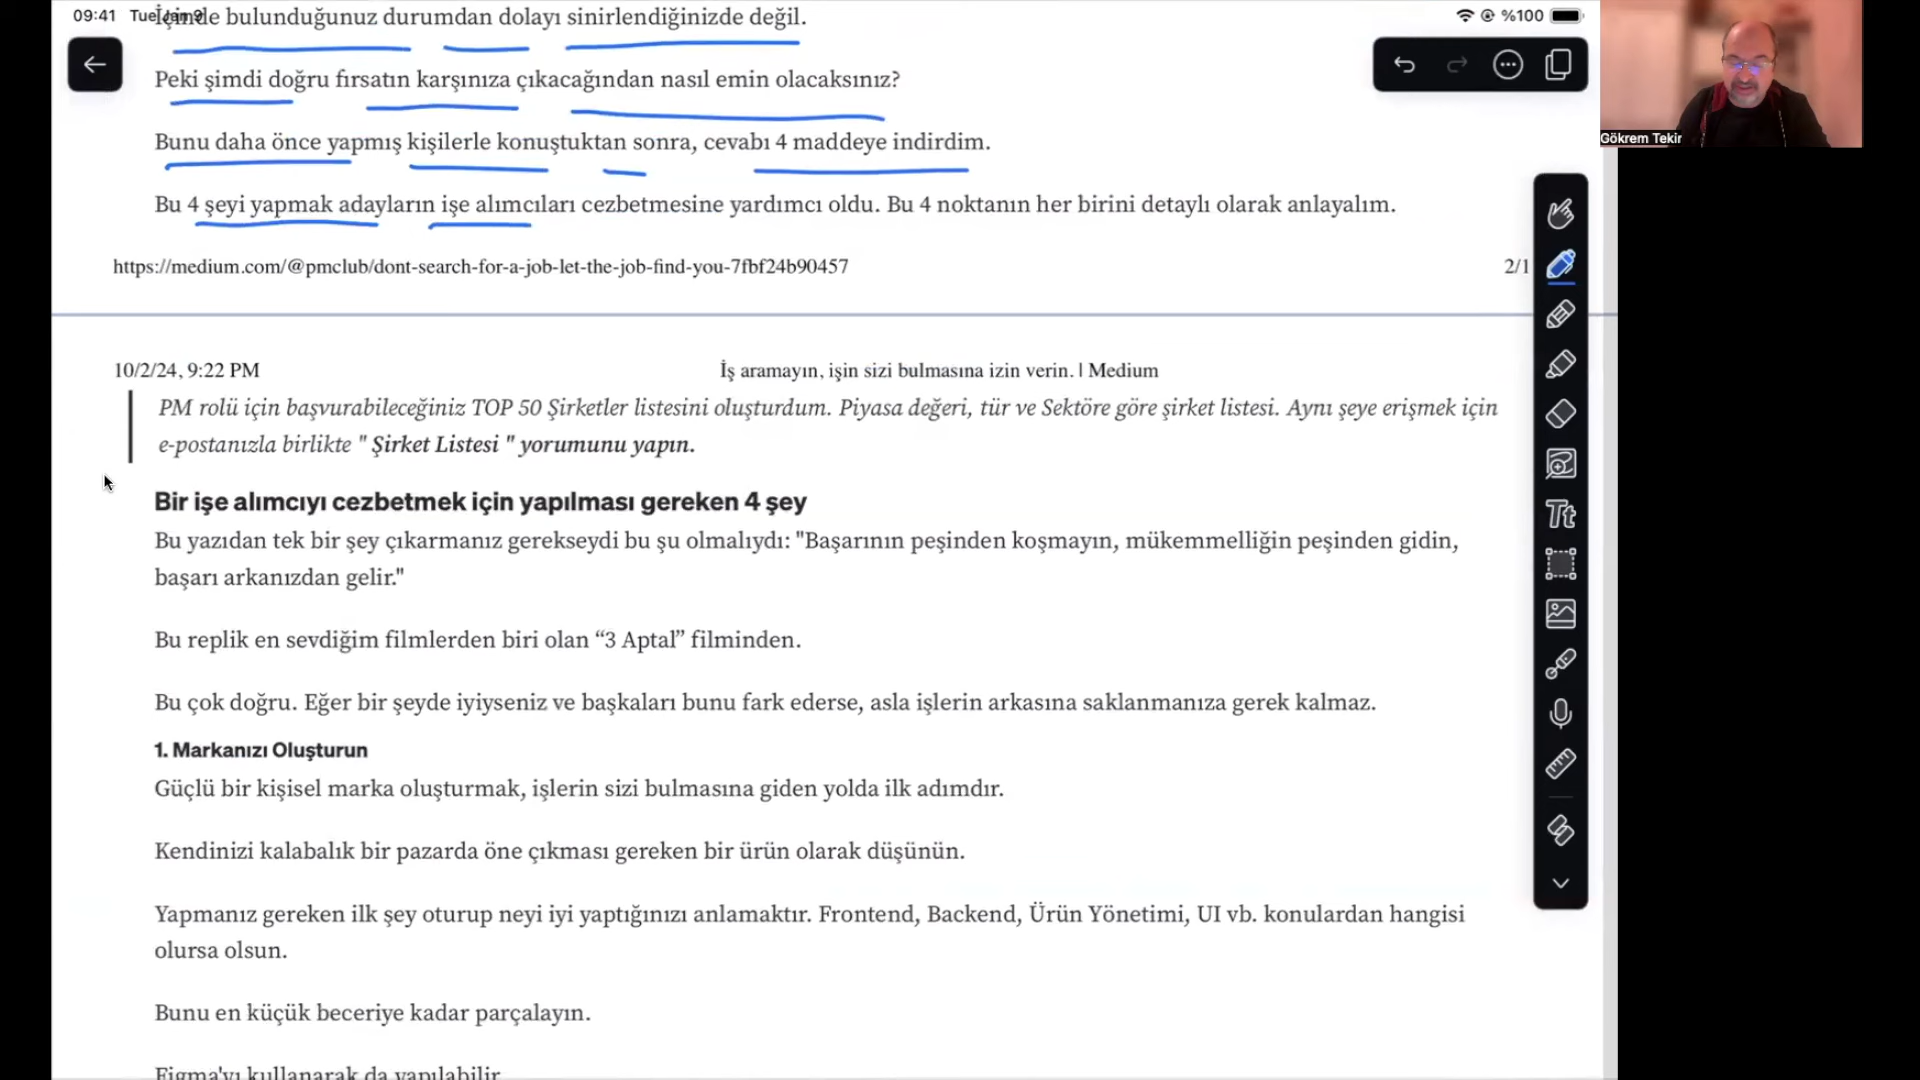 09:41 Tue Jan 9
%100
İçinde bulunduğunuz durumdan dolayı sinirlendiğinizde değil.
Peki şimdi doğru fırsatın karşınıza çıkacağından nasıl emin olacaksınız?
Bunu daha önce yapmış kişilerle konuştuktan sonra, cevabı 4 maddeye indirdim.
Bu 4 şeyi yapmak adayların işe alımcıları cezbetmesine yardımcı oldu. Bu 4 noktanın her birini detaylı olarak anlayalım.
https://medium.com/@pmclub/dont-search-for-a-job-let-the-job-find-you-7fbf24b90457 2/1
Gökrem Tekir
10/2/24, 9:22 PM İş aramayın, işin sizi bulmasına izin verin. | Medium
PM rolü için başvurabileceğiniz TOP 50 Şirketler listesini oluşturdum. Piyasa değeri, tür ve Sektöre göre şirket listesi. Aynı şeye erişmek için
e-postanızla birlikte " Şirket Listesi " yorumunu yapın.
Bir işe alımcıyı cezbetmek için yapılması gereken 4 şey
Bu yazıdan tek bir şey çıkarmanız gerekseydi bu şu olmalıydı: "Başarının peşinden koşmayın, mükemmelliğin peşinden gidin,
başarı arkanızdan gelir."
Bu replik en sevdiğim filmlerden biri olan “3 Aptal” filminden.
Bu çok doğru. Eğer bir şeyde iyiyseniz ve başkaları bunu fark ederse, asla işlerin arkasına saklanmanıza gerek kalmaz.
1. Markanızı Oluşturun
Güçlü bir kişisel marka oluşturmak, işlerin sizi bulmasına giden yolda ilk adımdır.
Kendinizi kalabalık bir pazarda öne çıkması gereken bir ürün olarak düşünün.
Yapmanız gereken ilk şey oturup neyi iyi yaptığınızı anlamaktır. Frontend, Backend, Ürün Yönetimi, UI vb. konulardan hangisi
olursa olsun.
Bunu en küçük beceriye kadar parçalayın.
Figma'yı kullanarak da yapılabilir
Tt